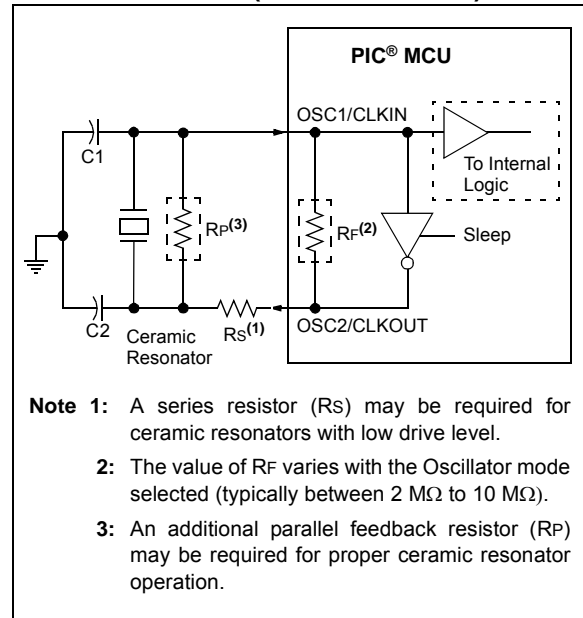 PIC® MCU
OSC1/CLKIN
C1
To Internal
Logic
RP(3)
RF(2)
Sleep
C2
Ceramic
Resonator
RS(1)
OSC2/CLKOUT
Note 1: A series resistor (RS) may be required for
ceramic resonators with low drive level.
2: The value of RF varies with the Oscillator mode
selected (typically between 2 MΩ to 10 MΩ).
3: An additional parallel feedback resistor (RP)
may be required for proper ceramic resonator
operation.